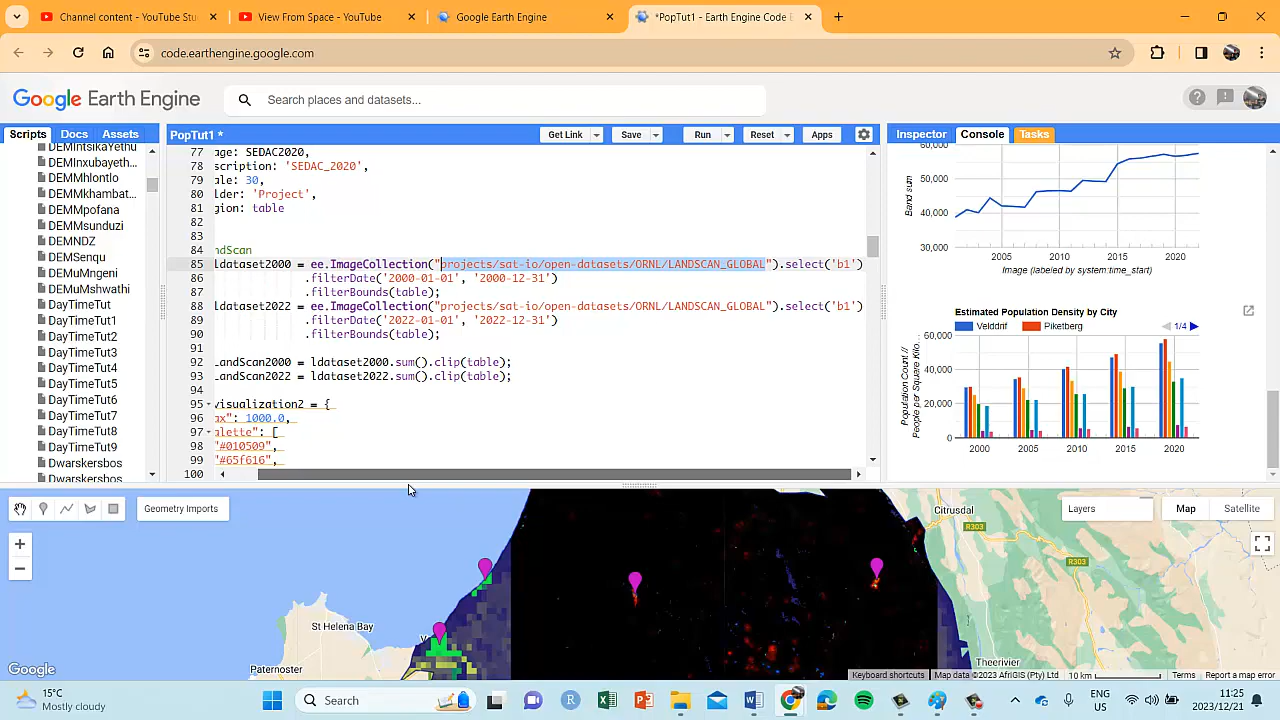 Channel content - YouTube Stu
View From Space - YouTube
Google Earth Engine
*PopTut1 - Earth Engine Code E
code.earthengine.google.com
Google Earth Engine
Search places and datasets...
Scripts
Docs
Assets
DEMIntsikaYethu
DEMInxubayeth...
DEMMhlontlo
DEMMkhambat...
DEMMpofana
DEMMsunduzi
DEMNDZ
DEMSenqu
DEMuMngeni
DEMuMshwathi
DayTimeTut
DayTimeTut1
DayTimeTut2
DayTimeTut3
DayTimeTut4
DayTimeTut5
DayTimeTut6
DayTimeTut7
DayTimeTut8
DayTimeTut9
Dwarskersbos
Dwarskersbos
PopTut1 *
Get Link
Save
Run
Reset
Apps
77 age: SEDAC2020,
78 scription: 'SEDAC_2020',
79 ale: 30,
80 lder: 'Project',
81 gion: table
82
83
84 ndScan
85 ldataset2000 = ee.ImageCollection("projects/sat-io/open-datasets/ORNL/LANDSCAN_GLOBAL").select('b1')
86 .filterDate('2000-01-01', '2000-12-31')
87 .filterBounds(table);
88 ldataset2022 = ee.ImageCollection("projects/sat-io/open-datasets/ORNL/LANDSCAN_GLOBAL").select('b1')
89 .filterDate('2022-01-01', '2022-12-31')
90 .filterBounds(table);
91
92 LandScan2000 = ldataset2000.sum().clip(table);
93 LandScan2022 = ldataset2022.sum().clip(table);
94
95 visualization2 = {
96 ax": 1000.0,
97 alette": [
98 "#010509",
99 "#65f616",
100
Inspector
Console
Tasks
60,000
50,000
40,000
30,000
Band sum
2005
2010
2015
2020
Image (labeled by system:time_start)
Estimated Population Density by City
Velddrif
Piketberg
1/4
60,000
40,000
20,000
0
Population Count //
People per Square Kilo...
2000
2005
2010
2015
2020
Geometry Imports
Layers
Map
Satellite
+
−
St Helena Bay
Paternoster
Citrusdal
R303
R303
Theerivier
Google
Keyboard shortcuts
Map data ©2023 AfriGIS (Pty) Ltd
10 km
Terms
Report a map error
15°C
Mostly cloudy
Search
ENG
US
11:25
2023/12/21